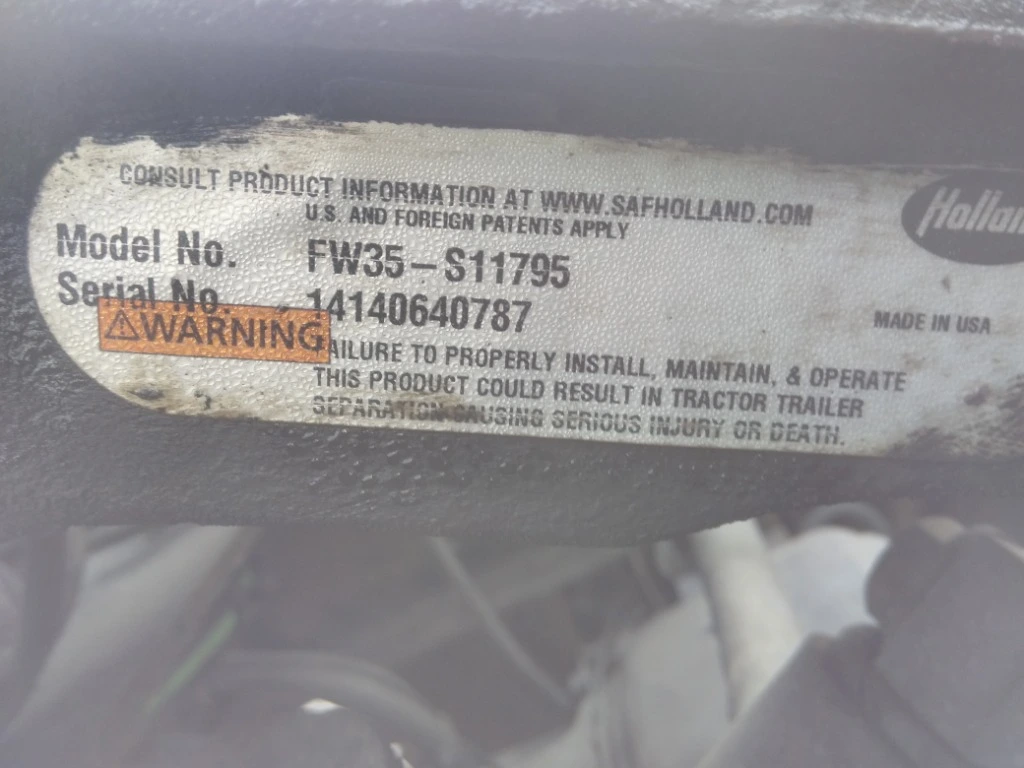 CONSULT PRODUCT INFORMATION AT WWW.SAFHOLLAND.COM
U.S. AND FOREIGN PATENTS APPLY
Holland
Model No. FW35-S11795
Serial No. 14140640787
MADE IN USA
⚠WARNING
FAILURE TO PROPERLY INSTALL, MAINTAIN, & OPERATE
THIS PRODUCT COULD RESULT IN TRACTOR TRAILER
SEPARATION CAUSING SERIOUS INJURY OR DEATH.